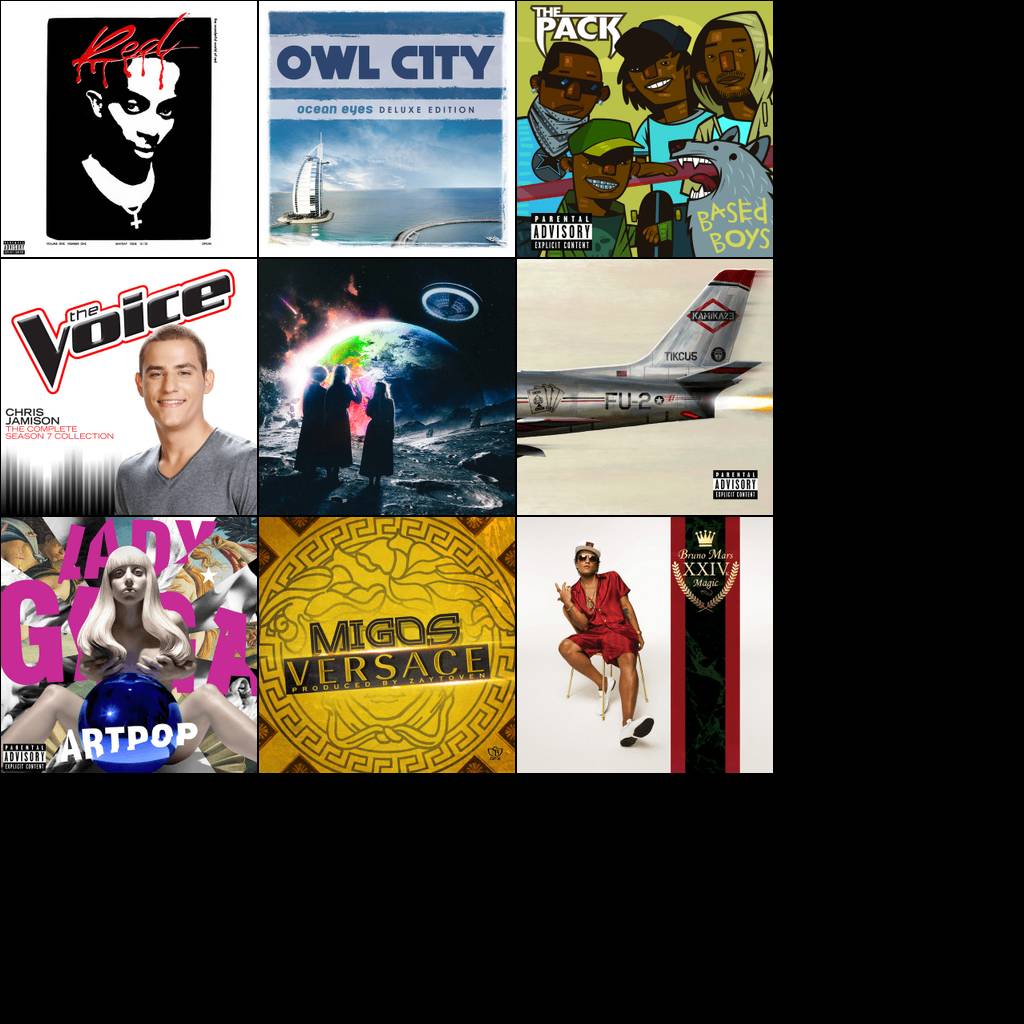 Red
PARENTAL
ADVISORY
EXPLICIT CONTENT
OWL CITY
ocean eyes DELUXE EDITION
THE
PACK
BASEd
BOYS
PARENTAL
ADVISORY
EXPLICIT CONTENT
the
Voice
CHRIS
JAMISON
THE COMPLETE
SEASON 7 COLLECTION
KAMIKAZE
TIKCUS
FU-2
PARENTAL
ADVISORY
EXPLICIT CONTENT
LADY
GAGA
ARTPOP
PARENTAL
ADVISORY
EXPLICIT CONTENT
MIGOS
VERSACE
PRODUCED BY ZAYTOVEN
Bruno Mars
XXIV
Magic